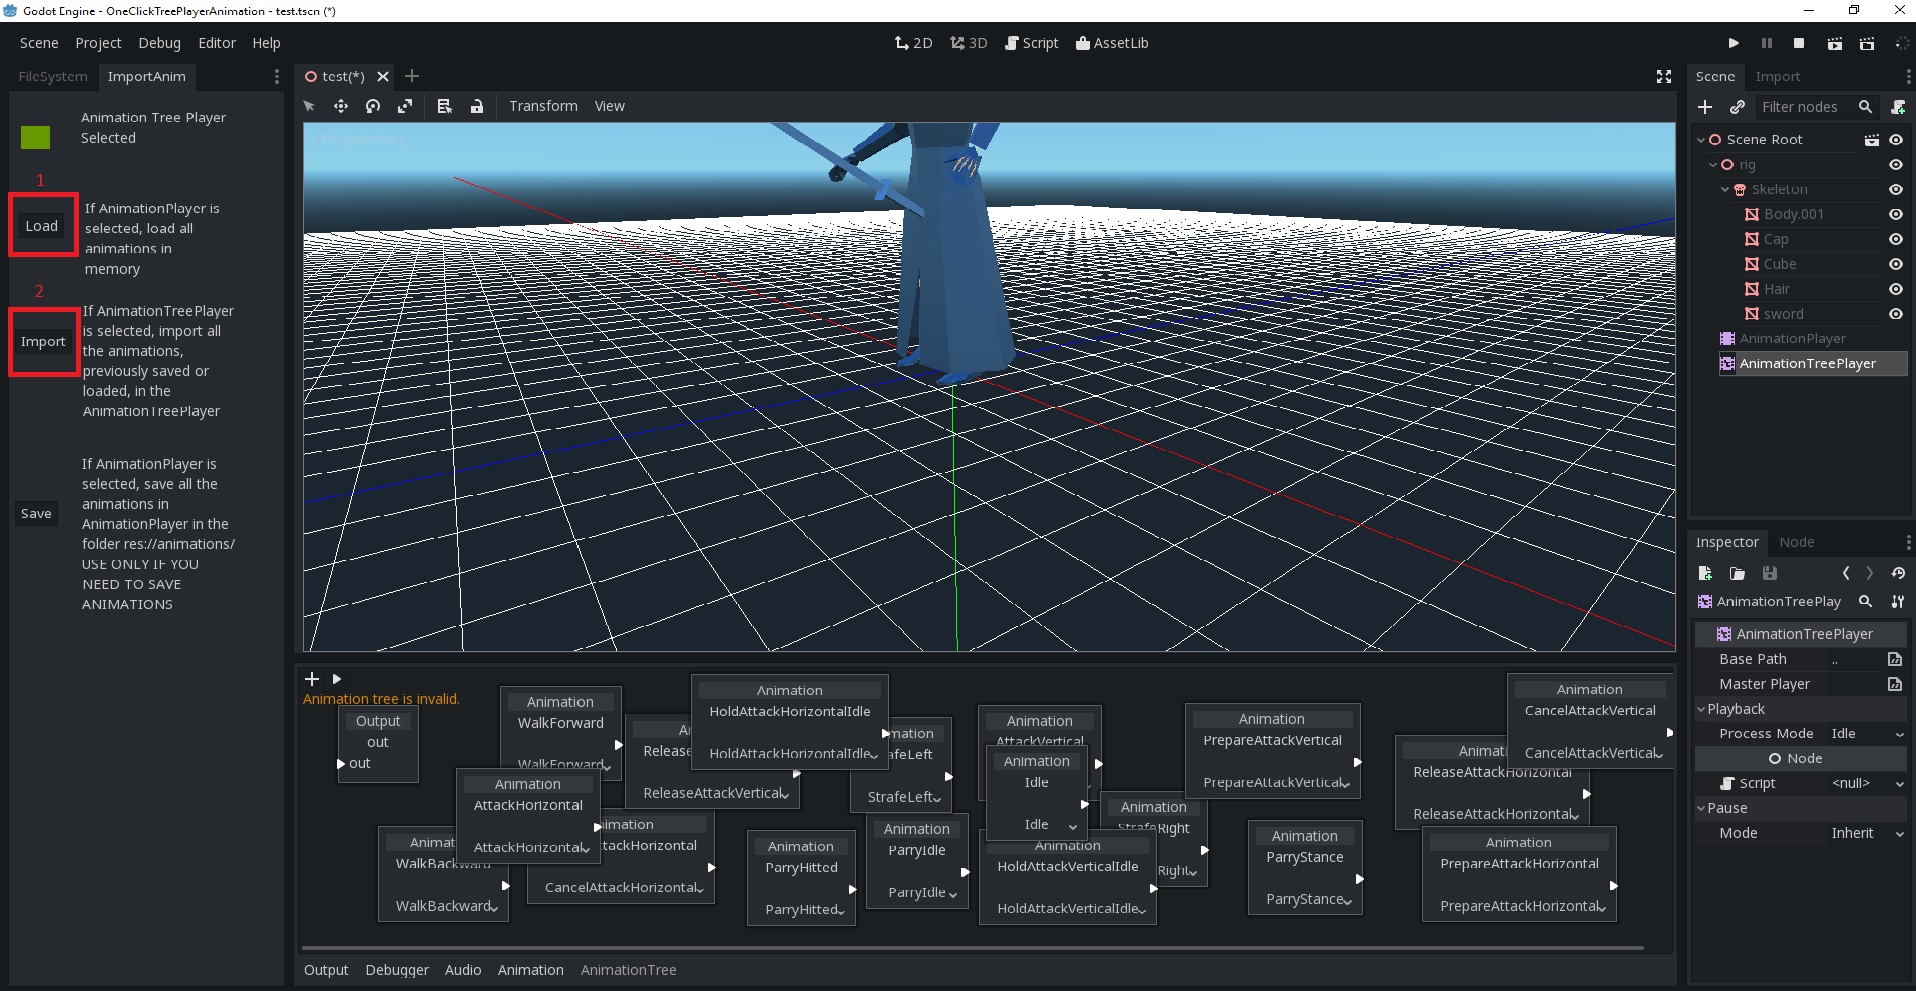 Godot Engine - OneClickTreePlayerAnimation - test.tscn (*)
Scene Project Debug Editor Help
2D 3D Script AssetLib
FileSystem ImportAnim
Animation Tree Player
Selected
1
Load
If AnimationPlayer is
selected, load all
animations in
memory
2
Import
If AnimationTreePlayer
is selected, import all
the animations,
previously saved or
loaded, in the
AnimationTreePlayer
Save
If AnimationPlayer is
selected, save all the
animations in
AnimationPlayer in the
folder res://animations/
USE ONLY IF YOU
NEED TO SAVE
ANIMATIONS
test(*)
Transform View
[ Perspective ]
Animation tree is invalid.
Output
out
out
Animation
WalkForward
WalkForward
Animation
HoldAttackHorizontalIdle
HoldAttackHorizontalIdle
An
Release
ReleaseAttackVertical
mation
afeLeft
StrafeLeft
Animation
AttackVertical
Animation
Idle
Idle
Animation
PrepareAttackVertical
PrepareAttackVertical
Animation
CancelAttackVertical
CancelAttackVertical
Animati
ReleaseAttackHorizontal
ReleaseAttackHorizontal
Animation
AttackHorizontal
AttackHorizontal
Animat
WalkBackward
WalkBackward
nimation
ttackHorizontal
CancelAttackHorizontal
Animation
ParryHitted
ParryHitted
Animation
ParryIdle
ParryIdle
Animation
HoldAttackVerticalIdle
HoldAttackVerticalIdle
Animation
StrafeRight
Right
Animation
ParryStance
ParryStance
Animation
PrepareAttackHorizontal
PrepareAttackHorizontal
Output Debugger Audio Animation AnimationTree
Scene Import
Filter nodes
Scene Root
rig
Skeleton
Body.001
Cap
Cube
Hair
sword
AnimationPlayer
AnimationTreePlayer
Inspector Node
AnimationTreePlay
AnimationTreePlayer
Base Path ..
Master Player
Playback
Process Mode Idle
Node
Script <null>
Pause
Mode Inherit